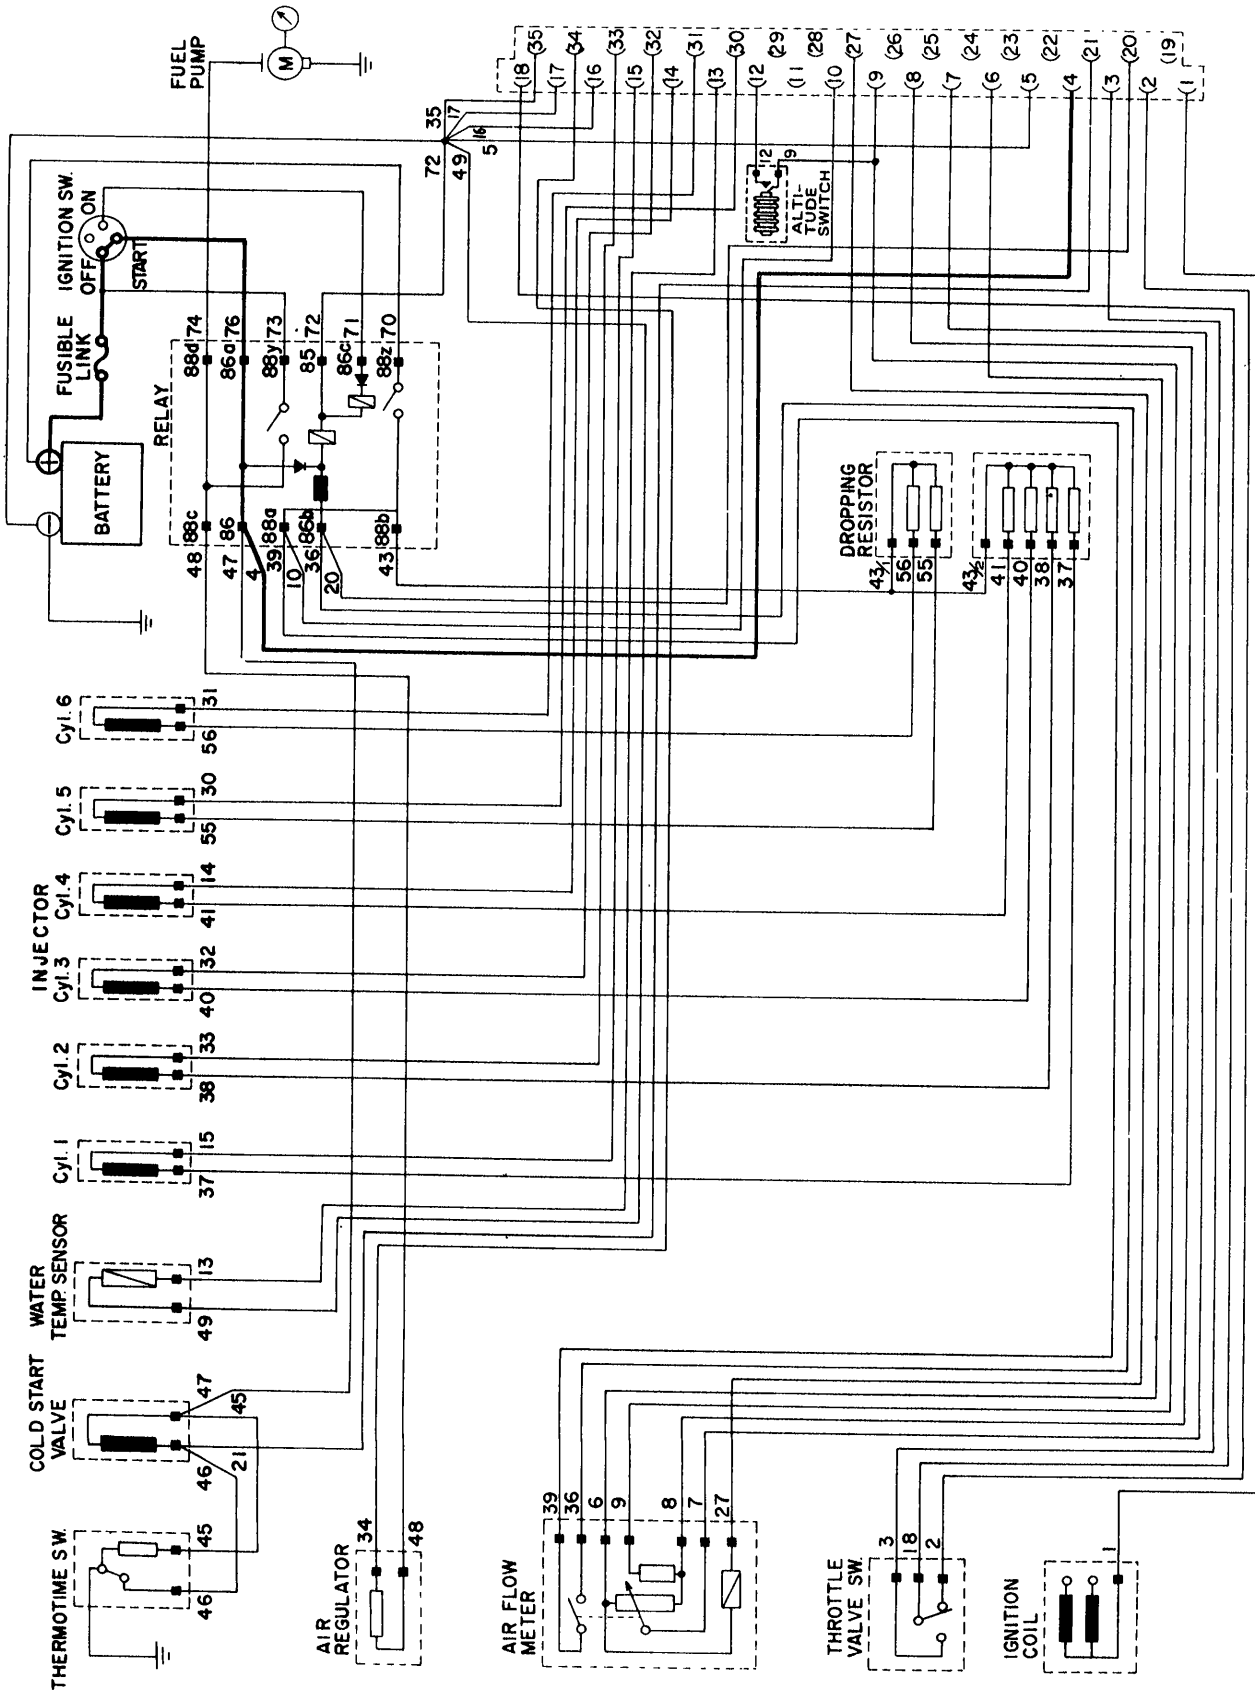 FUEL
PUMP
M
IGNITION SW.
OFF
ON
START
FUSIBLE
LINK
BATTERY
RELAY
88d 74
86a 76
88y 73
85 72
86c 71
88z 70
48 88c
47 86
4
39 88a
10
36 86b
20
43 88b
72
35
17
16
5
49
(35
(34
(33
(32
(31
(30
(29
(28
(27
(26
(25
(24
(23
(22
(21
(20
(19
(18
(17
(16
(15
(14
(13
(12
(11
(10
(9
(8
(7
(6
(5
(4
(3
(2
(1
12
9
ALTI-
TUDE
SWITCH
DROPPING
RESISTOR
43/1
56
55
43/2
41
40
38
37
INJECTOR
Cyl. 6
56
31
Cyl. 5
55
30
Cyl. 4
41
14
Cyl. 3
40
32
Cyl. 2
38
33
Cyl. 1
37
15
WATER
TEMP. SENSOR
49
13
COLD START
VALVE
46
21
47
45
THERMOTIME SW.
46
45
AIR
REGULATOR
34
48
AIR FLOW
METER
39
36
6
9
8
7
27
THROTTLE
VALVE SW.
3
18
2
IGNITION
COIL
1